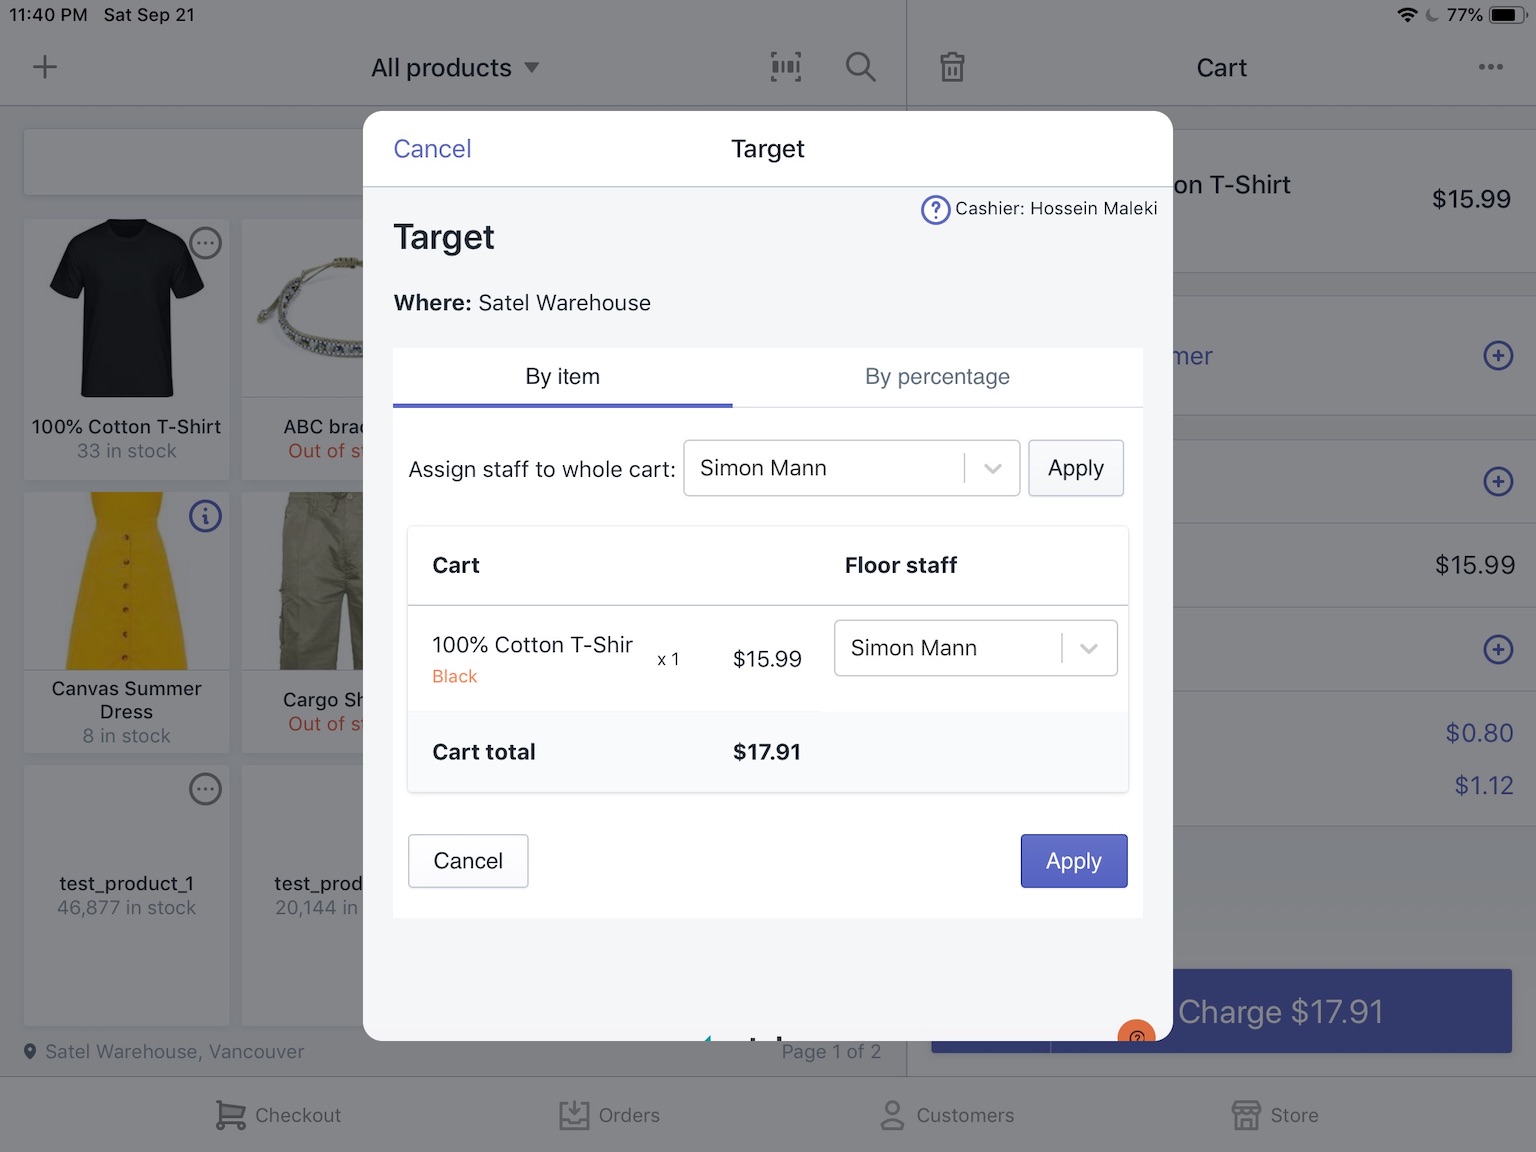 11:40 PM Sat Sep 21
77%
All products
Cart
Cancel
Target
on T-Shirt
$15.99
Cashier: Hossein Maleki
Target
Where: Satel Warehouse
mer
By item
By percentage
100% Cotton T-Shirt
33 in stock
ABC brac
Out of st
Assign staff to whole cart:
Simon Mann
Apply
Cart
Floor staff
$15.99
100% Cotton T-Shir
Black
x 1
$15.99
Simon Mann
Canvas Summer
Dress
8 in stock
Cargo Sh
Out of st
Cart total
$17.91
$0.80
$1.12
Cancel
Apply
test_product_1
46,877 in stock
test_prod
20,144 in
Charge $17.91
Satel Warehouse, Vancouver
Page 1 of 2
Checkout
Orders
Customers
Store